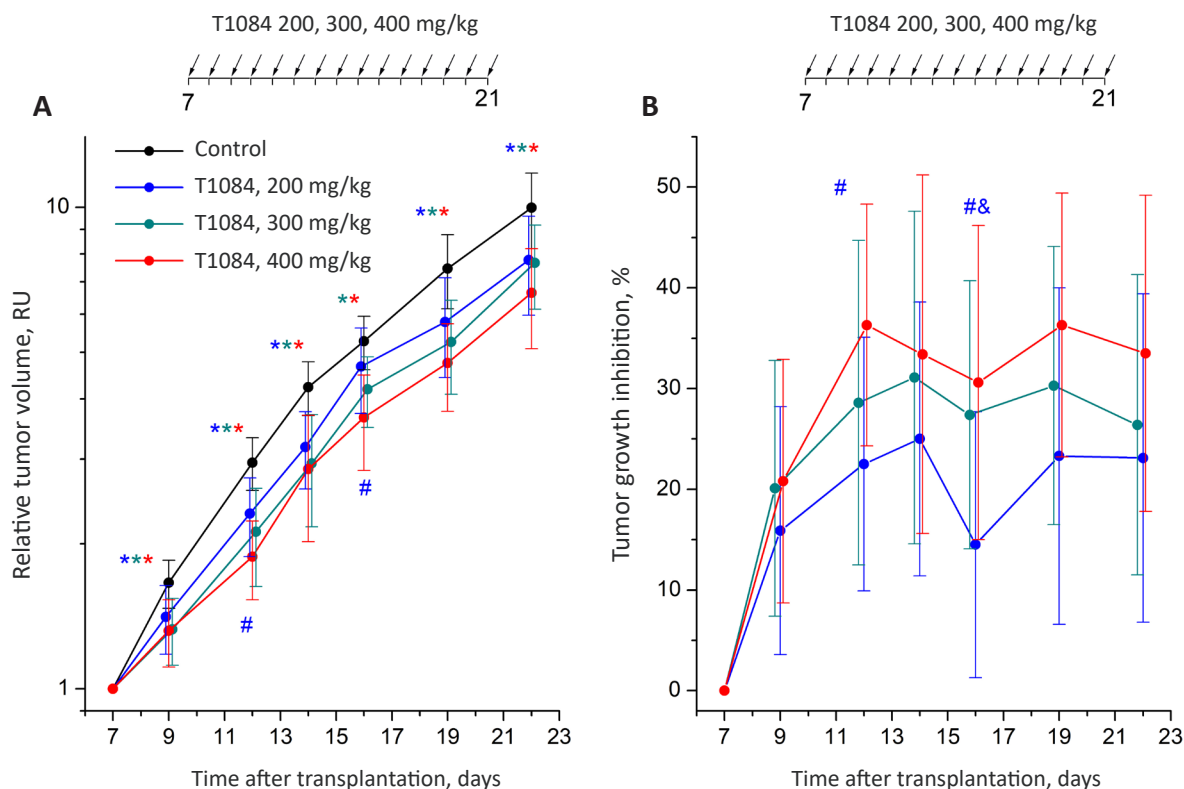 T1084 200, 300, 400 mg/kg
7 21
A
Control
T1084, 200 mg/kg
T1084, 300 mg/kg
T1084, 400 mg/kg
***
***
***
**
***
***
#
#
10
1
Relative tumor volume, RU
7 9 11 13 15 17 19 21 23
Time after transplantation, days
T1084 200, 300, 400 mg/kg
7 21
B
#
#&
50
40
30
20
10
0
Tumor growth inhibition, %
7 9 11 13 15 17 19 21 23
Time after transplantation, days